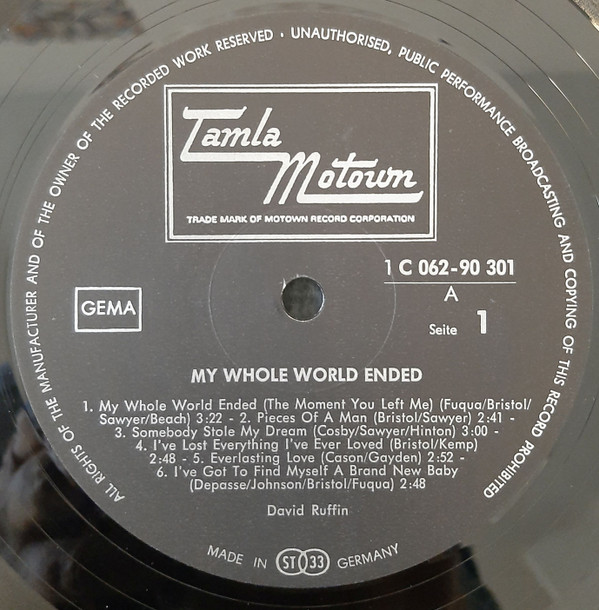 ALL RIGHTS OF THE MANUFACTURER AND OF THE OWNER OF THE RECORDED WORK RESERVED · UNAUTHORISED, PUBLIC PERFORMANCE BROADCASTING AND COPYING OF THIS RECORD PROHIBITED
Tamla
Motown
TRADE MARK OF MOTOWN RECORD CORPORATION
1 C 062-90 301
A
GEMA
Seite 1
MY WHOLE WORLD ENDED
1. My Whole World Ended (The Moment You Left Me) (Fuqua/Bristol/
Sawyer/Beach) 3:22 - 2. Pieces Of A Man (Bristol/Sawyer) 2:41 -
3. Somebody Stole My Dream (Cosby/Sawyer/Hinton) 3:00 -
4. I've Lost Everything I've Ever Loved (Bristol/Kemp)
2:48 - 5. Everlasting Love (Cason/Gayden) 2:52 -
6. I've Got To Find Myself A Brand New Baby
(Depasse/Johnson/Bristol/Fuqua) 2:48
David Ruffin
MADE IN ST 33 GERMANY